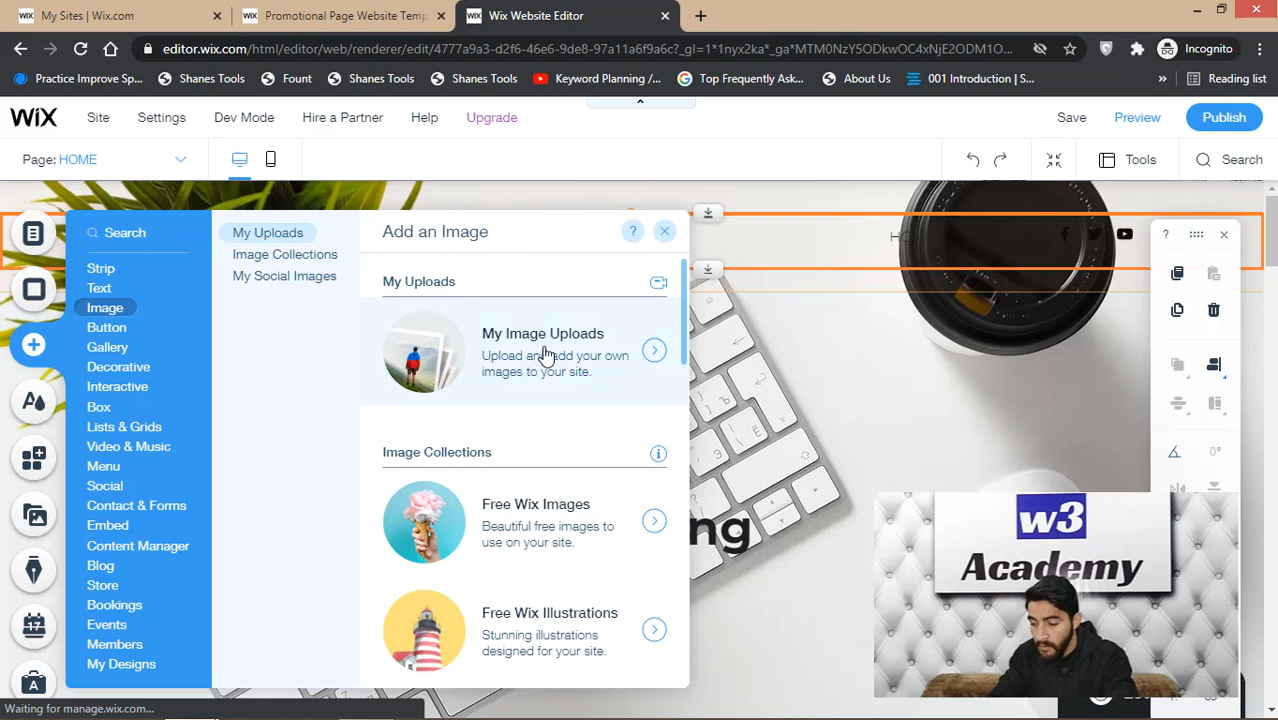 WIX My Sites | Wix.com
WIX Promotional Page Website Temp
WIX Wix Website Editor
editor.wix.com/html/editor/web/renderer/edit/4777a9a3-d2f6-46e6-9de8-97a7a9a6c?_gl=1*1nyx2ka*_ga*MTM0NzY5ODkwOC4xNjE2ODM1O...
Incognito
Practice Improve Sp...
Shanes Tools
Fount
Shanes Tools
Shanes Tools
Keyword Planning /...
Top Frequently Ask...
About Us
001 Introduction | S...
Reading list
WIX
Site
Settings
Dev Mode
Hire a Partner
Help
Upgrade
Save
Preview
Publish
Page: HOME
Tools
Search
Search
Strip
Text
Image
Button
Gallery
Decorative
Interactive
Box
Lists & Grids
Video & Music
Menu
Social
Contact & Forms
Embed
Content Manager
Blog
Store
Bookings
Events
Members
My Designs
My Uploads
Image Collections
My Social Images
Add an Image
?
My Uploads
My Image Uploads
Upload and add your own
images to your site.
Image Collections
Free Wix Images
Beautiful free images to
use on your site.
Free Wix Illustrations
Stunning illustrations
designed for your site.
ng
?
0°
w3
Academy
17
A
Waiting for manage.wix.com...